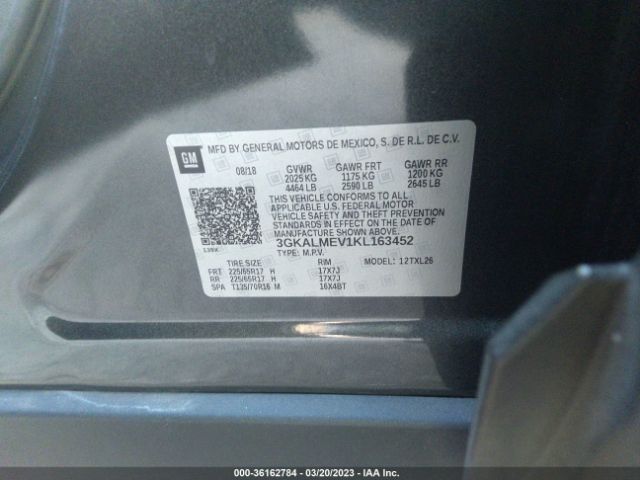 GM
MFD BY GENERAL MOTORS DE MEXICO, S. DE R.L. DE C.V.
08/18 GVWR GAWR FRT GAWR RR
2025 KG 1175 KG 1200 KG
4464 LB 2590 LB 2645 LB
THIS VEHICLE CONFORMS TO ALL
APPLICABLE U.S. FEDERAL MOTOR
VEHICLE SAFETY AND THEFT PREVENTION
STANDARDS IN EFFECT ON THE DATE OF
MANUFACTURE SHOWN ABOVE.
3GKALMEV1KL163452
TYPE: M.P.V.
TIRE SIZE RIM MODEL: 12TXL26
FRT 225/65R17 H 17X7J
RR 225/65R17 H 17X7J
SPA T135/70R16 M 16X4BT
000-36162784 - 03/20/2023 - IAA Inc.